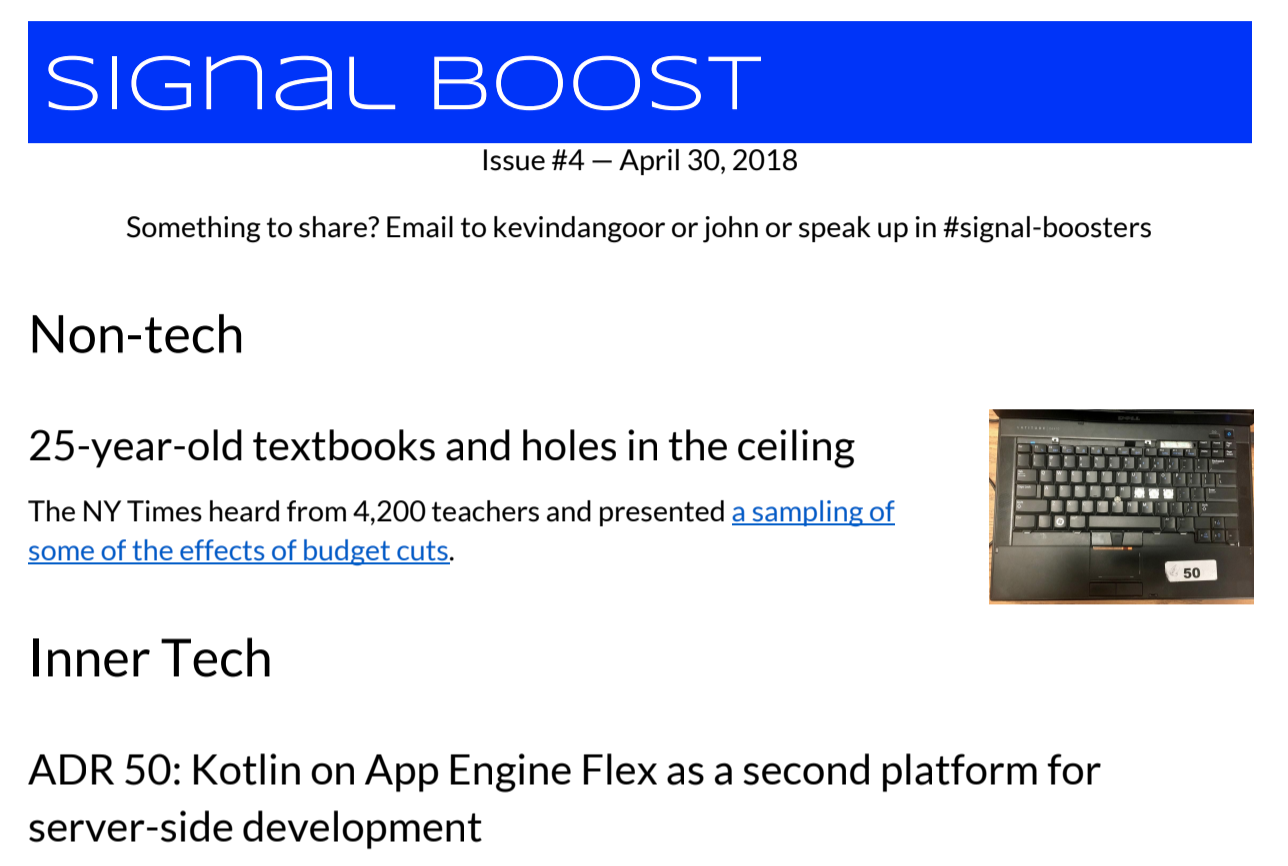 SIGNAL BOOST
Issue #4 — April 30, 2018
Something to share? Email to kevindangoor or john or speak up in #signal-boosters
Non-tech
25-year-old textbooks and holes in the ceiling
The NY Times heard from 4,200 teachers and presented a sampling of
some of the effects of budget cuts.
50
Inner Tech
ADR 50: Kotlin on App Engine Flex as a second platform for
server-side development